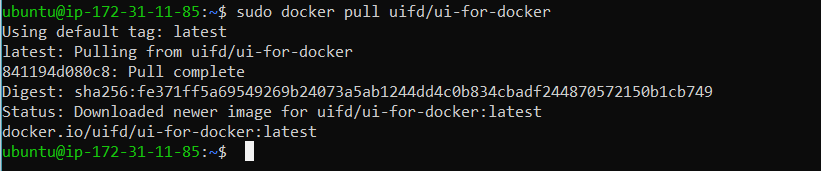 ubuntu@ip-172-31-11-85:~$ sudo docker pull uifd/ui-for-docker
Using default tag: latest
latest: Pulling from uifd/ui-for-docker
841194d080c8: Pull complete
Digest: sha256:fe371ff5a69549269b24073a5ab1244dd4c0b834cbadf244870572150b1cb749
Status: Downloaded newer image for uifd/ui-for-docker:latest
docker.io/uifd/ui-for-docker:latest
ubuntu@ip-172-31-11-85:~$